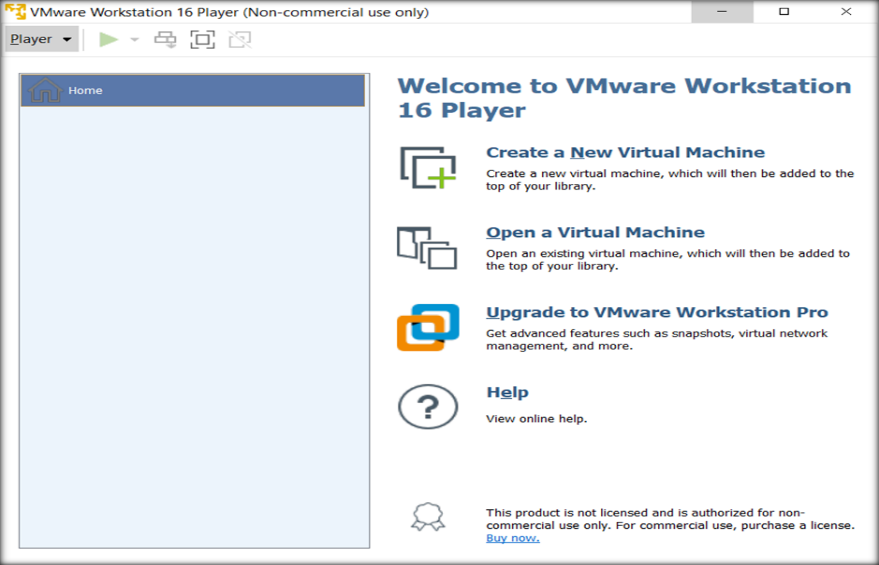 VMware Workstation 16 Player (Non-commercial use only)
Player
Home
Welcome to VMware Workstation
16 Player
Create a New Virtual Machine
Create a new virtual machine, which will then be added to the
top of your library.
Open a Virtual Machine
Open an existing virtual machine, which will then be added to
the top of your library.
Upgrade to VMware Workstation Pro
Get advanced features such as snapshots, virtual network
management, and more.
Help
View online help.
This product is not licensed and is authorized for non-
commercial use only. For commercial use, purchase a license.
Buy now.